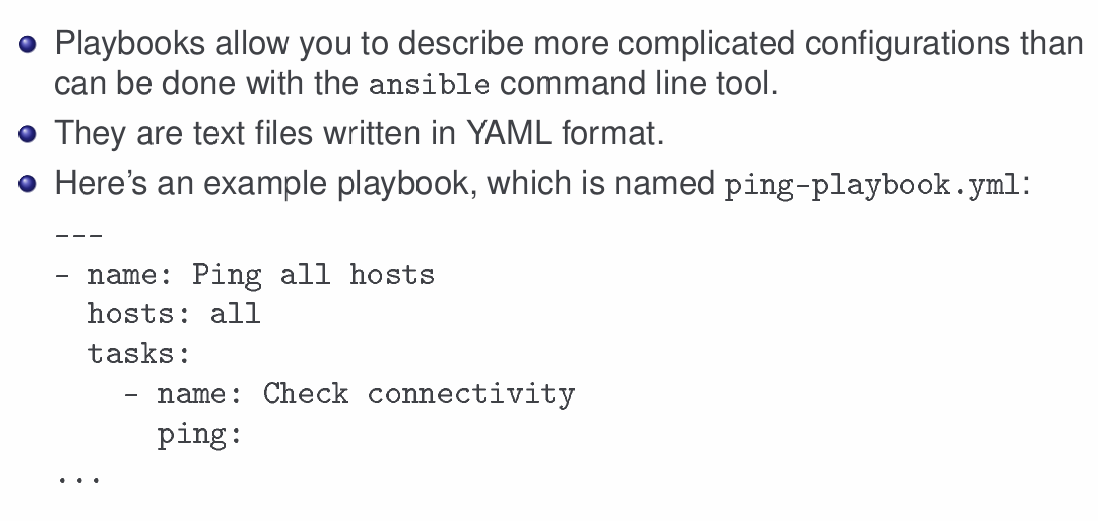 Playbooks allow you to describe more complicated configurations than
can be done with the ansible command line tool.
They are text files written in YAML format.
Here's an example playbook, which is named ping-playbook.yml:
---
- name: Ping all hosts
  hosts: all
  tasks:
    - name: Check connectivity
      ping:
...